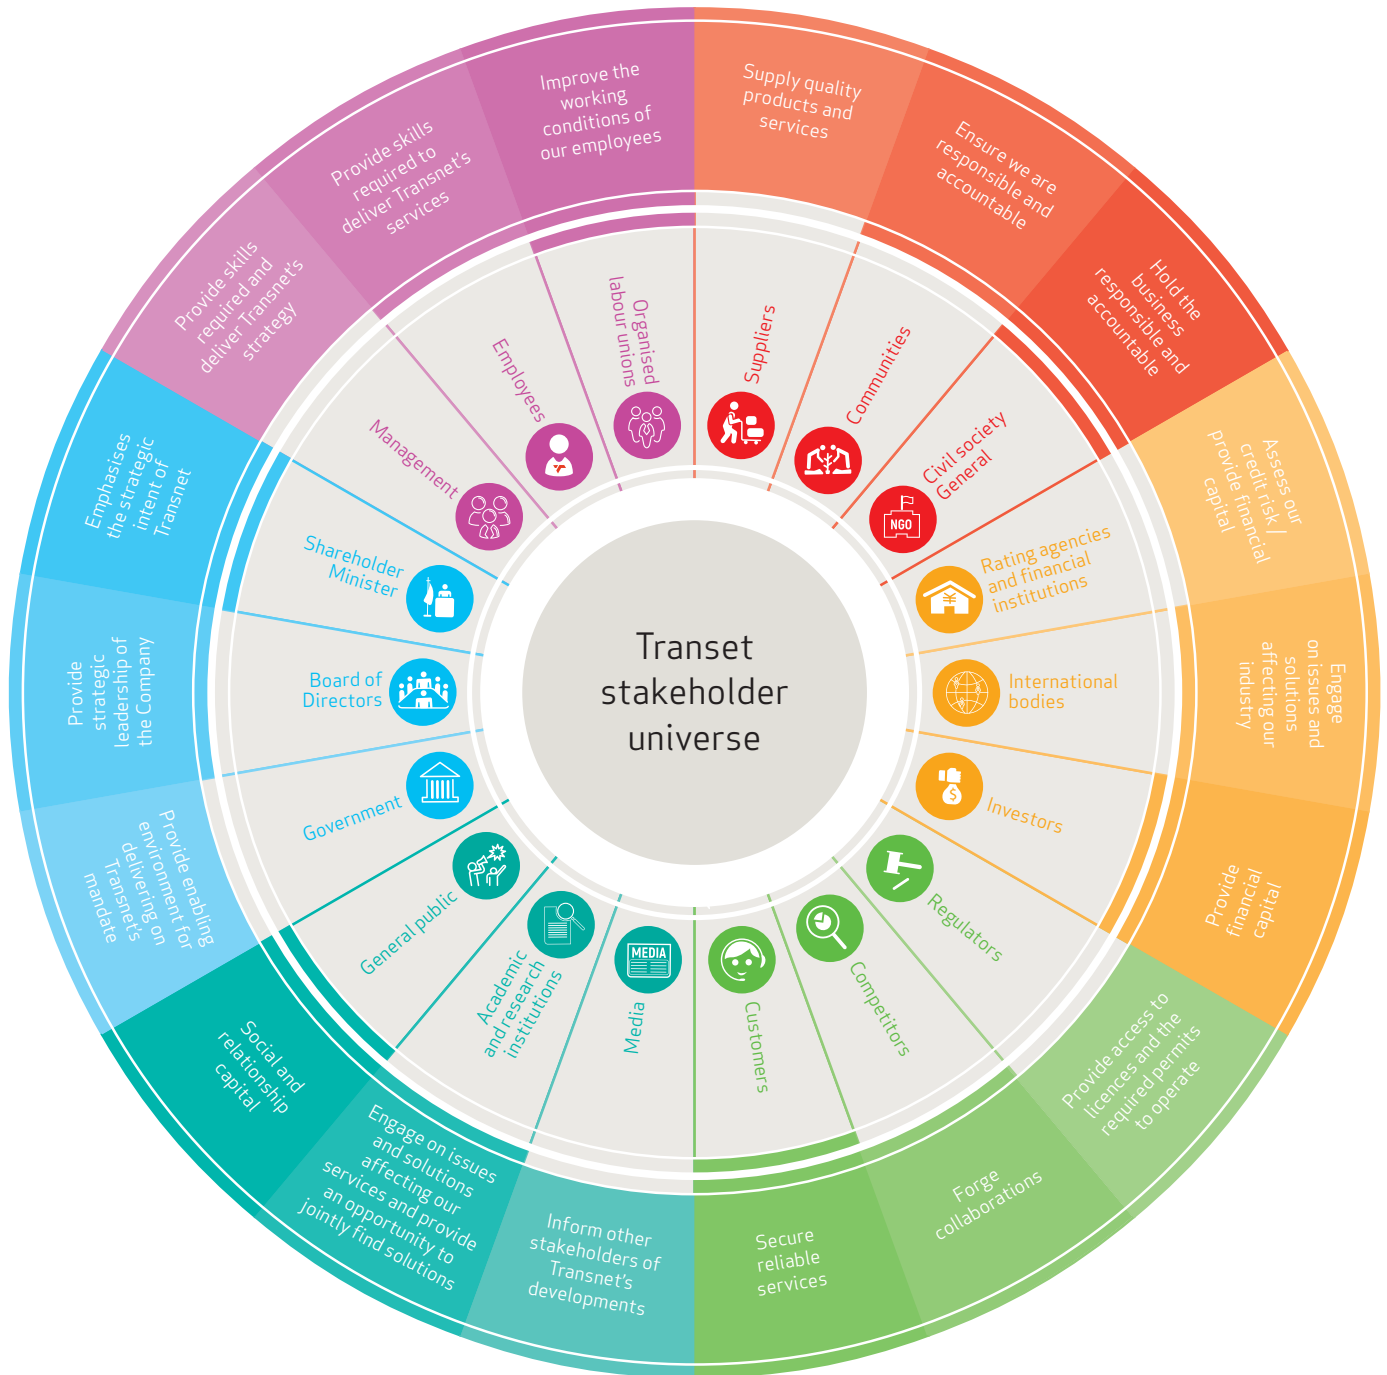 Transet
stakeholder
universe
Supply quality
products and
services
Suppliers
Ensure we are
responsible and
accountable
Communities
Hold the
business
responsible and
accountable
Civil society
General
NGO
Assess our
credit risk /
provide financial
capital
Rating agencies
and financial
institutions
¥
Engage
on issues and
solutions
affecting our
industry
International
bodies
Provide
financial
capital
Investors
$
Provide access to
licences and the
required permits
to operate
Regulators
Forge
collaborations
Competitors
Secure
reliable
services
Customers
Inform other
stakeholders of
Transnet's
developments
Media
MEDIA
Engage on issues
and solutions
affecting our
services and provide
an opportunity to
jointly find solutions
Academic
and research
institutions
Social and
relationship
capital
General public
Provide enabling
environment for
delivering on
Transnet's
mandate
Government
Provide
strategic
leadership of
the Company
Board of
Directors
Emphasises
the strategic
intent of
Transnet
Shareholder
Minister
Provide skills
required and
deliver Transnet's
strategy
Management
Provide skills
required to
deliver Transnet's
services
Employees
Improve the
working
conditions of
our employees
Organised
labour unions